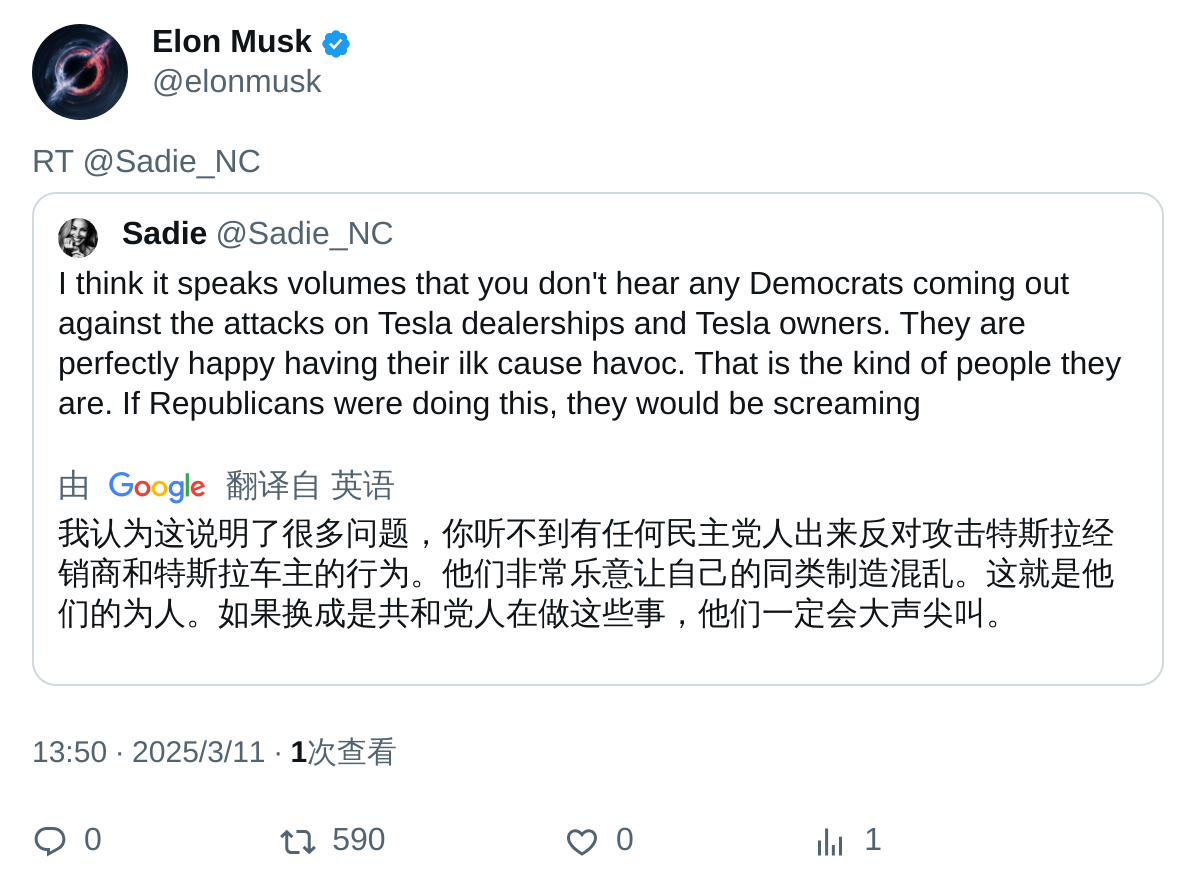 Elon Musk
@elonmusk
RT @Sadie_NC
Sadie @Sadie_NC
I think it speaks volumes that you don't hear any Democrats coming out
against the attacks on Tesla dealerships and Tesla owners. They are
perfectly happy having their ilk cause havoc. That is the kind of people they
are. If Republicans were doing this, they would be screaming
由 Google 翻译自 英语
我认为这说明了很多问题，你听不到有任何民主党人出来反对攻击特斯拉经
销商和特斯拉车主的行为。他们非常乐意让自己的同类制造混乱。这就是他
们的为人。如果换成是共和党人在做这些事，他们一定会大声尖叫。
13:50 · 2025/3/11 · 1次查看
0 590 0 1